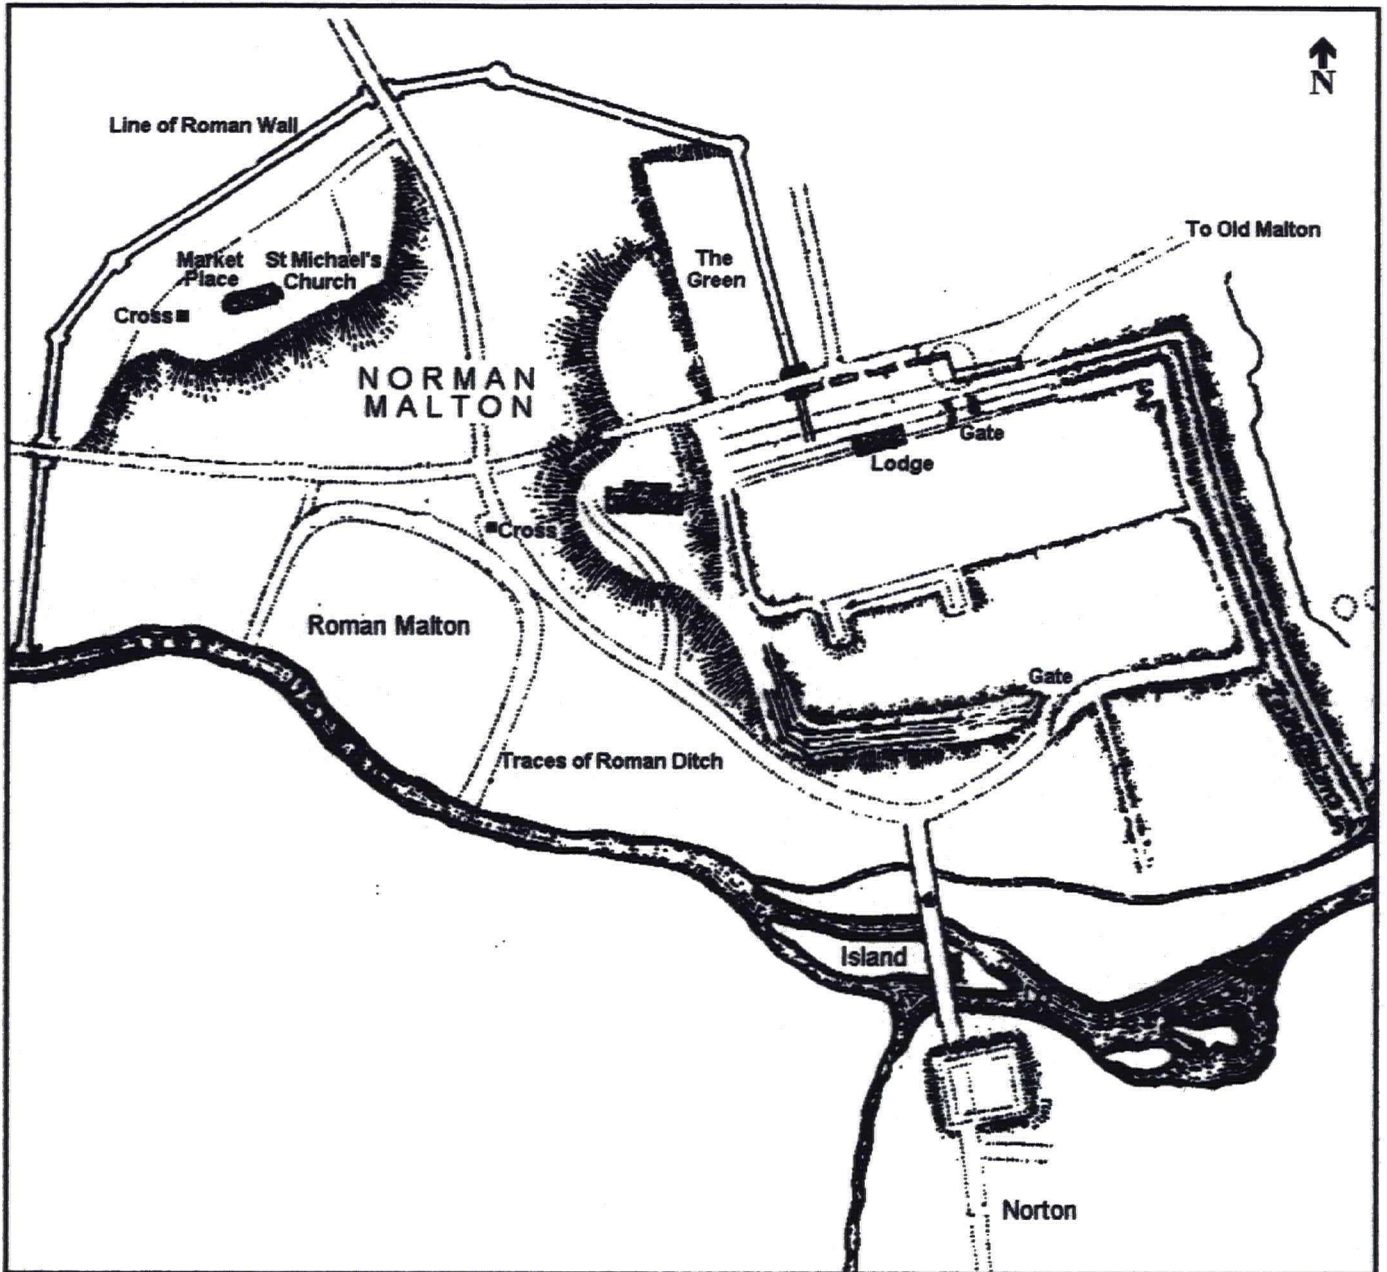 N
Line of Roman Wall
To Old Malton
Market
Place
St Michael's
Church
The
Green
Cross
NORMAN
MALTON
Gate
Lodge
Cross
Roman Malton
Gate
Traces of Roman Ditch
Island
Norton